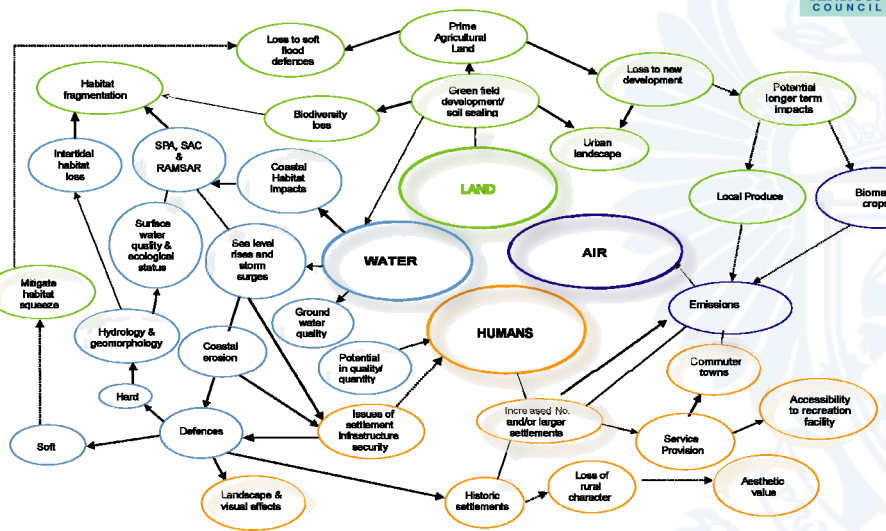 COUNCIL
Prime
Agricultural
Land
Loss to soft
flood
defences
Loss to new
development
Habitat
fragmentation
Green field
development/
soil sealing
Potential
longer term
impacts
Biodiversity
loss
Urban
landscape
Intertidal
habitat
loss
SPA, SAC
&
RAMSAR
Coastal
Habitat
Impacts
LAND
Local Produce
crops
Surface
water
quality &
ecological
status
Sea level
rises and
storm
surges
WATER
AIR
Mitigate
habitat
squeeze
Emissions
Ground
water
quality
HUMANS
Hydrology &
geomorphology
Coastal
erosion
Potential
in quality/
quantity
Commuter
towns
Hard
Accessibility
to recreation
facility
Increased No.
and/or larger
settlements
Issues of
settlement
Infrastructure
security
Soft
Defences
Service
Provision
Landscape &
visual effects
Historic
settlements
Loss of
rural
character
Aesthetic
value